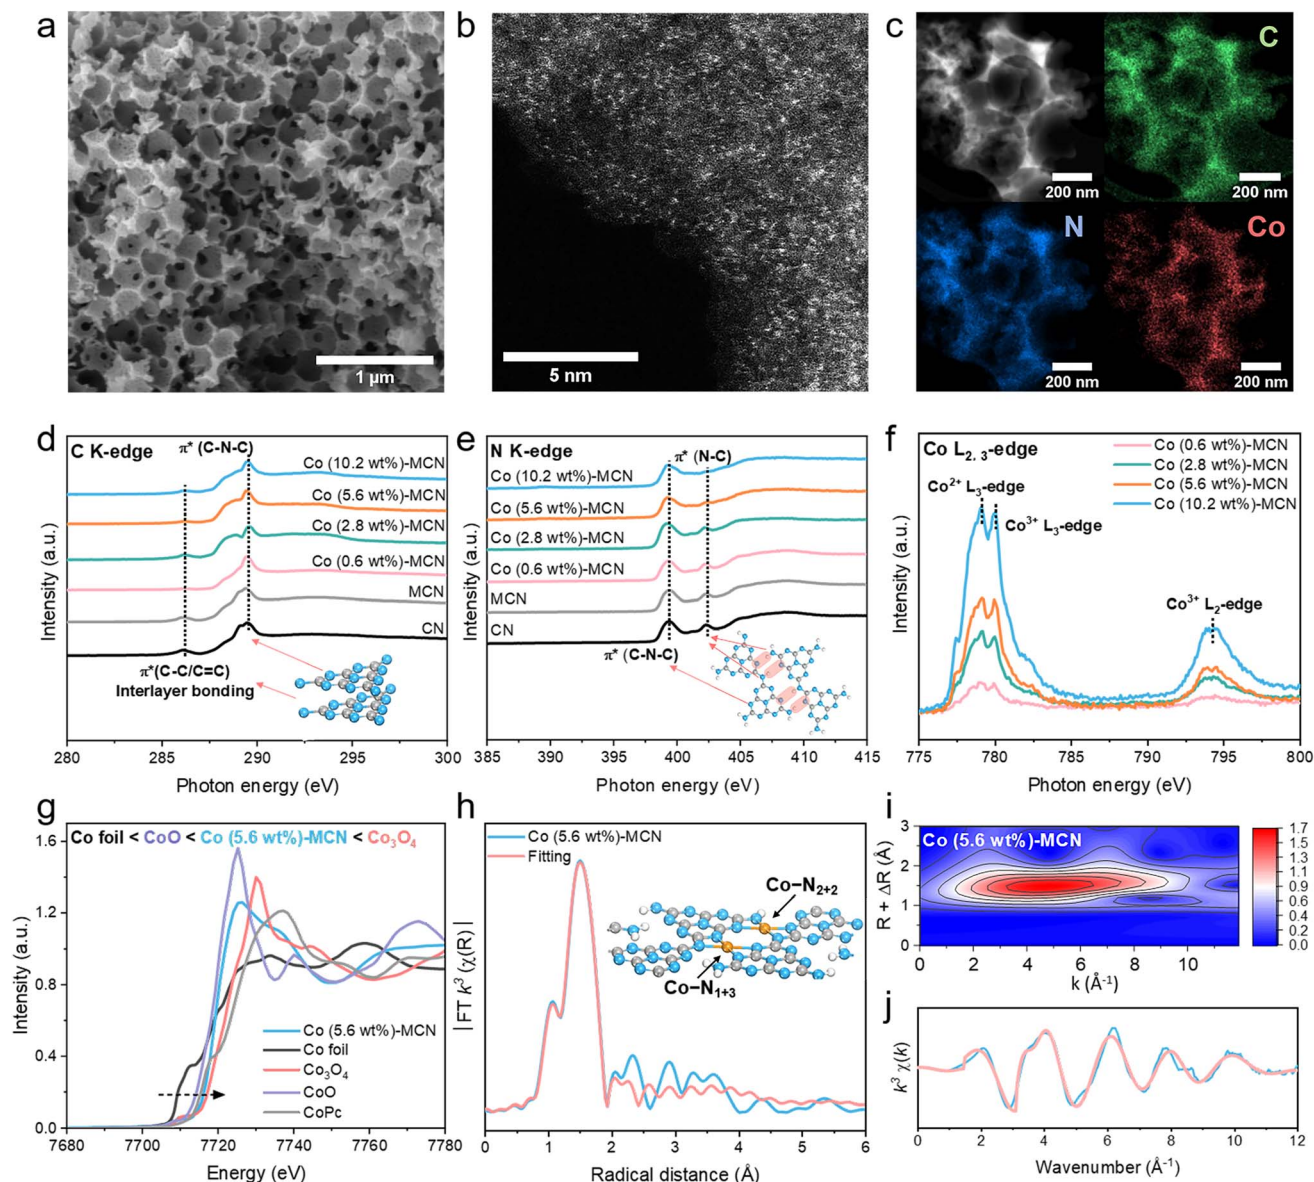 a
1 µm
b
5 nm
c
C
200 nm
200 nm
N
Co
200 nm
200 nm
d
C K-edge
π* (C-N-C)
Co (10.2 wt%)-MCN
Co (5.6 wt%)-MCN
Co (2.8 wt%)-MCN
Co (0.6 wt%)-MCN
MCN
CN
π*(C-C/C=C)
Interlayer bonding
Intensity (a.u.)
280 285 290 295 300
Photon energy (eV)
e
N K-edge
π* (N-C)
Co (10.2 wt%)-MCN
Co (5.6 wt%)-MCN
Co (2.8 wt%)-MCN
Co (0.6 wt%)-MCN
MCN
CN
π* (C-N-C)
Intensity (a.u.)
385 390 395 400 405 410 415
Photon energy (eV)
f
Co L2, 3-edge
Co (0.6 wt%)-MCN
Co (2.8 wt%)-MCN
Co (5.6 wt%)-MCN
Co (10.2 wt%)-MCN
Co2+ L3-edge
Co3+ L3-edge
Co3+ L2-edge
Intensity (a.u.)
775 780 785 790 795 800
Photon energy (eV)
g
Co foil < CoO < Co (5.6 wt%)-MCN < Co3O4
1.6
1.2
0.8
0.4
0.0
Intensity (a.u.)
Co (5.6 wt%)-MCN
Co foil
Co3O4
CoO
CoPc
7680 7700 7720 7740 7760 7780
Energy (eV)
h
Co (5.6 wt%)-MCN
Fitting
Co–N2+2
Co–N1+3
| FT k3 (χ(R) |
0 1 2 3 4 5 6
Radical distance (Å)
i
Co (5.6 wt%)-MCN
R + ΔR (Å)
3
2
1
0
0 2 4 6 8 10
k (Å-1)
1.7
1.5
1.3
1.1
0.9
0.6
0.4
0.2
0.0
j
k3 χ(k)
0 2 4 6 8 10 12
Wavenumber (Å-1)